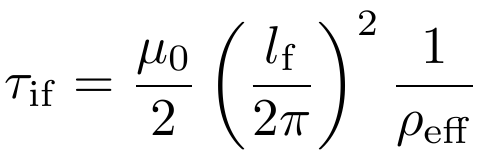 τ_if = μ_0/2 (l_f/2π)^2 1/ρ_eff